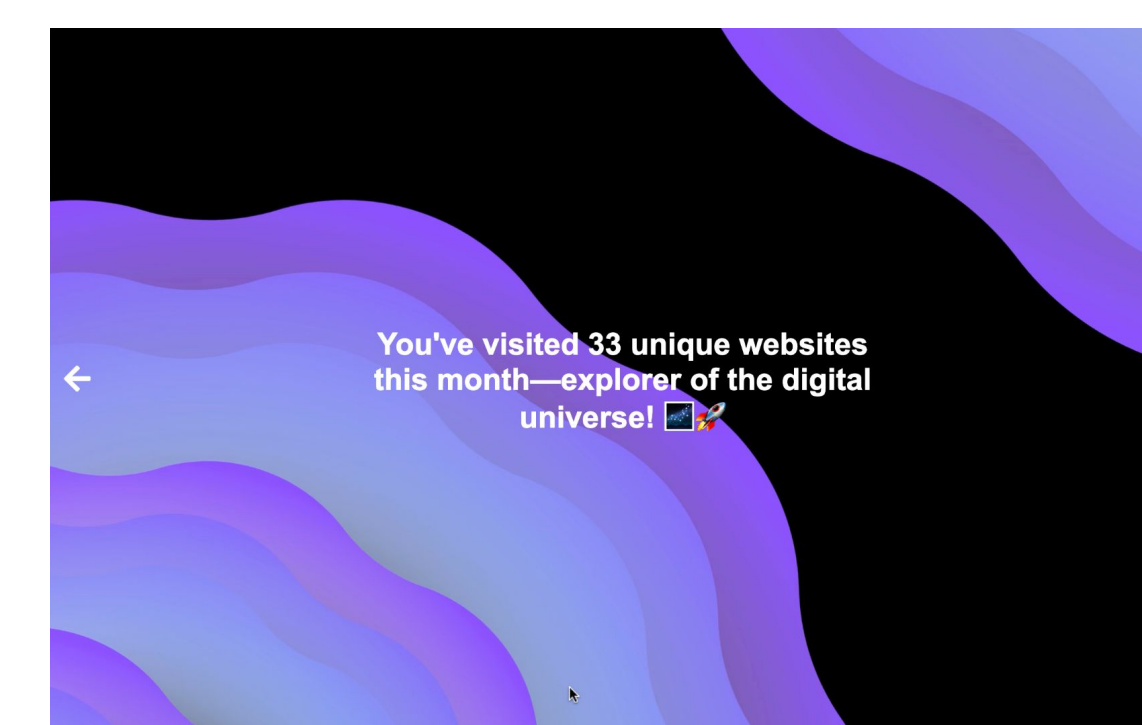 You've visited 33 unique websites
this month—explorer of the digital
universe! 🌌🚀